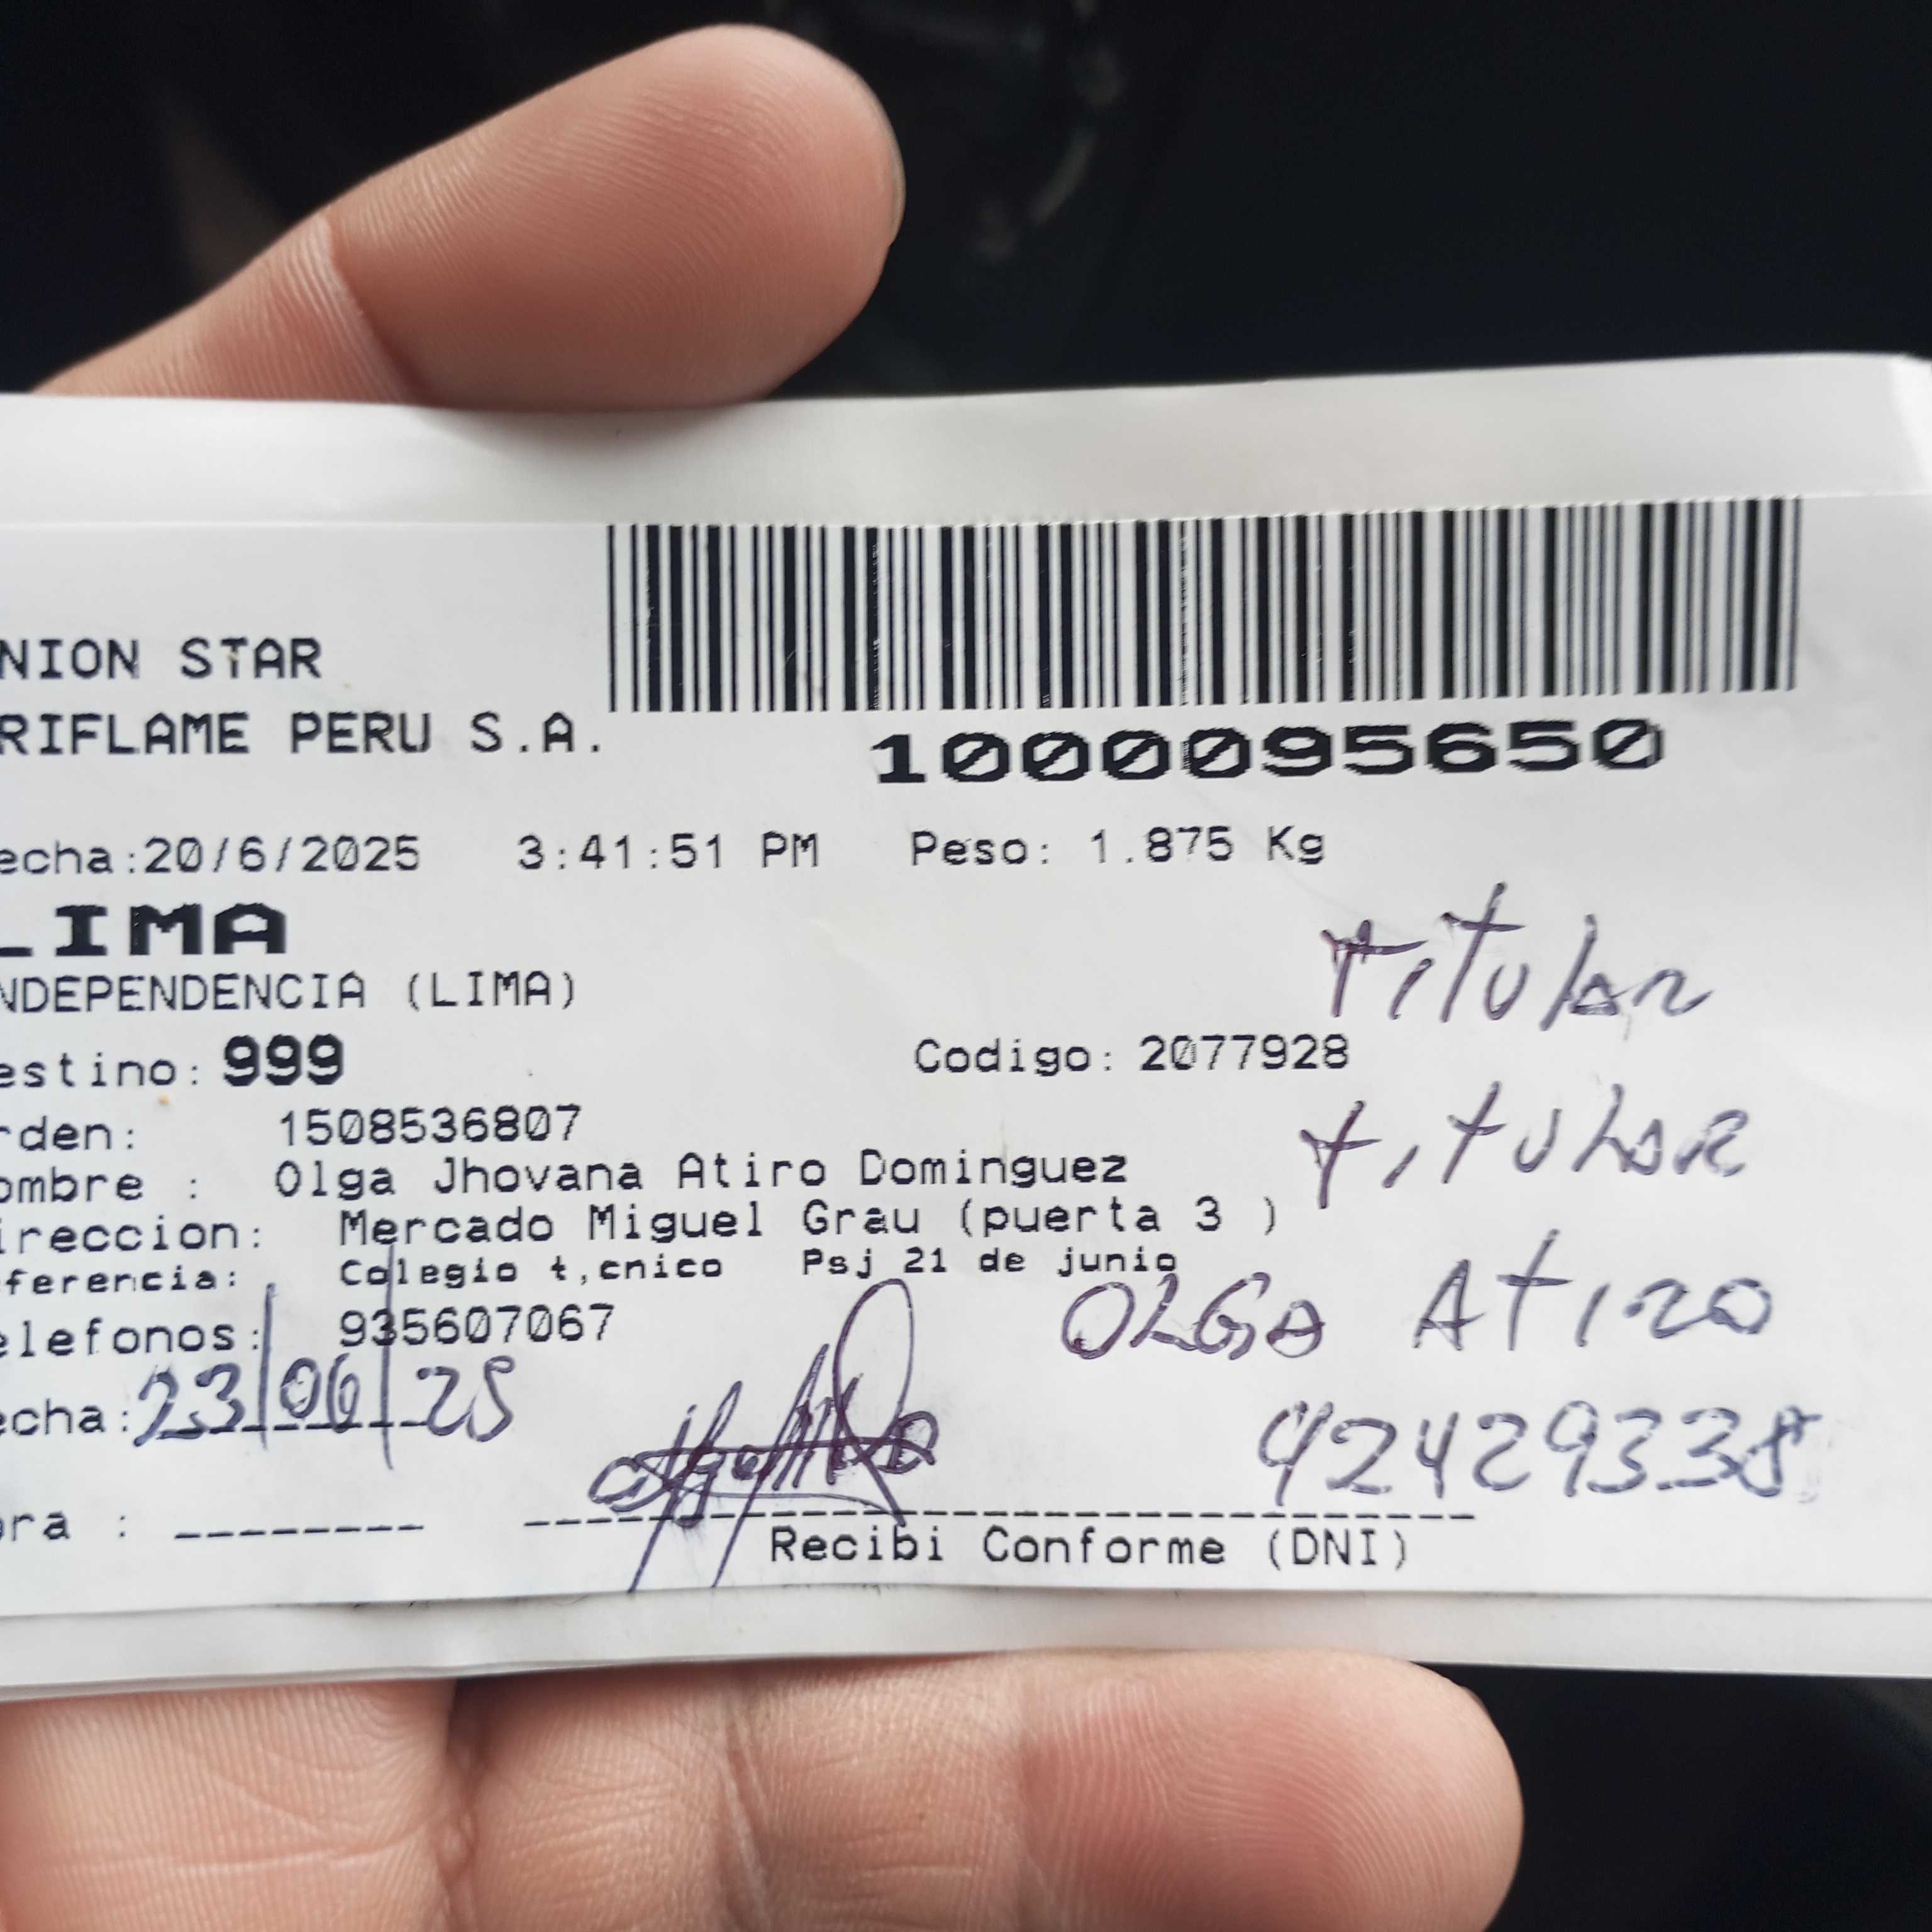 NION STAR
RIFLAME PERU S.A.
1000095650
echa:20/6/2025 3:41:51 PM Peso: 1.875 Kg
LIMA
NDEPENDENCIA (LIMA)
titular
estino: 999 Codigo: 2077928
rden: 1508536807
titular
ombre : Olga Jhovana Atiro Dominguez
ireccion: Mercado Miguel Grau (puerta 3 )
ferencia: Colegio t,cnico Psj 21 de junio
elefonos: 935607067
OLGA Atiro
echa: 23/06/25
42429338
ora : --------
Recibi Conforme (DNI)